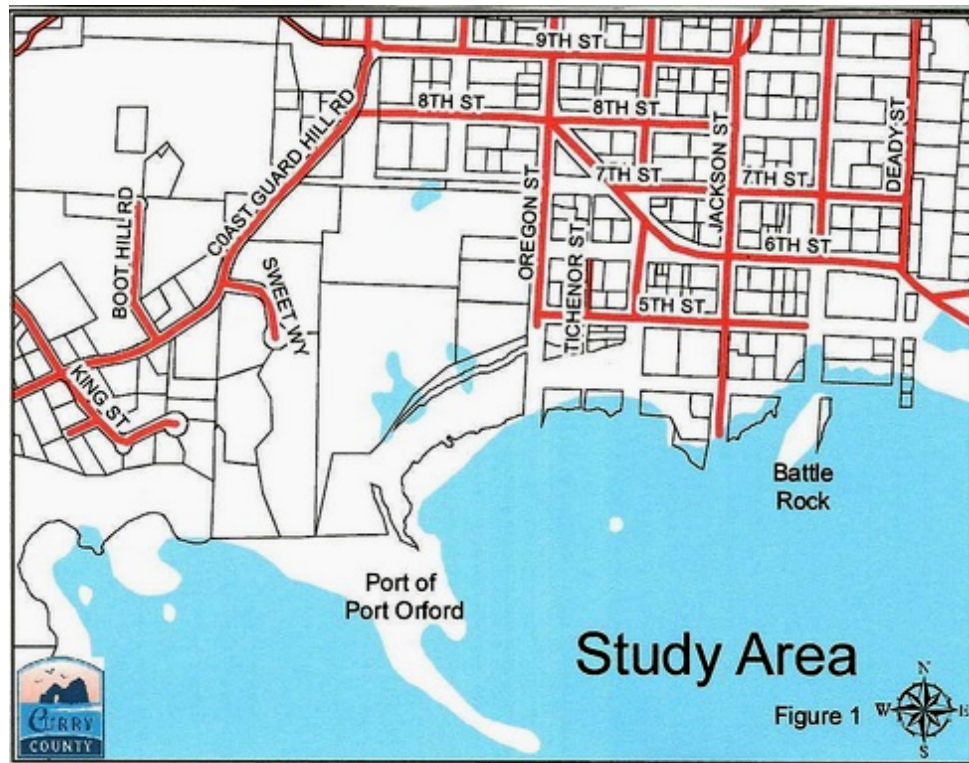 9TH ST
8TH ST
8TH ST
COAST GUARD HILL RD
JACKSON ST
DEADY ST
7TH ST
7TH ST
BOOT HILL RD
OREGON ST
TICHENOR ST
6TH ST
SWEET WY
5TH ST
KING ST
Battle
Rock
Port of
Port Orford
Study Area
Figure 1
N
W
E
S
CURRY
COUNTY